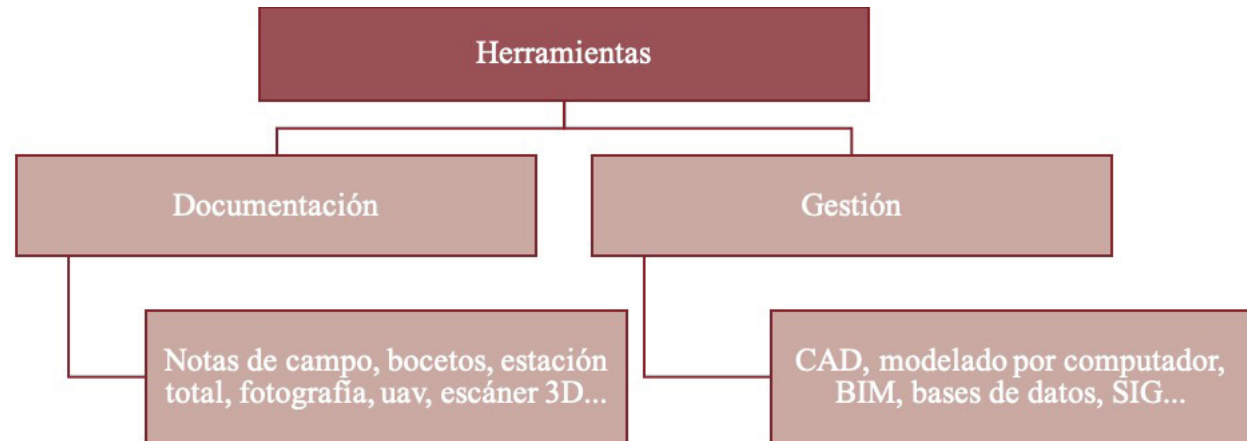 Herramientas
Documentación
Gestión
Notas de campo, bocetos, estación
total, fotografía, uav, escáner 3D...
CAD, modelado por computador,
BIM, bases de datos, SIG...